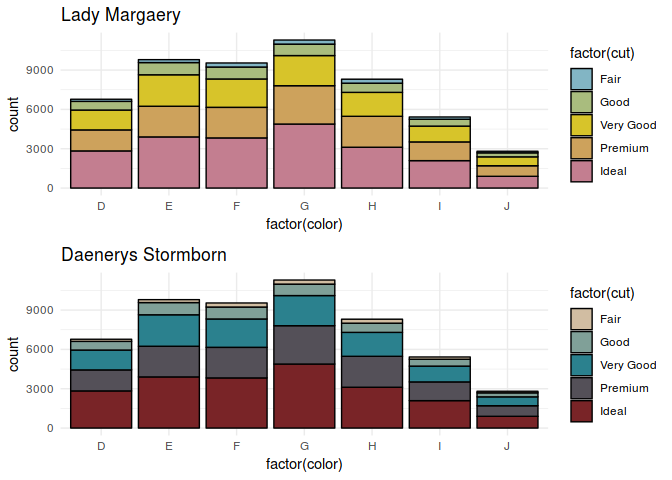 Lady Margaery
count
9000
6000
3000
0
D E F G H I J
factor(color)
factor(cut)
Fair
Good
Very Good
Premium
Ideal
Daenerys Stormborn
count
9000
6000
3000
0
D E F G H I J
factor(color)
factor(cut)
Fair
Good
Very Good
Premium
Ideal